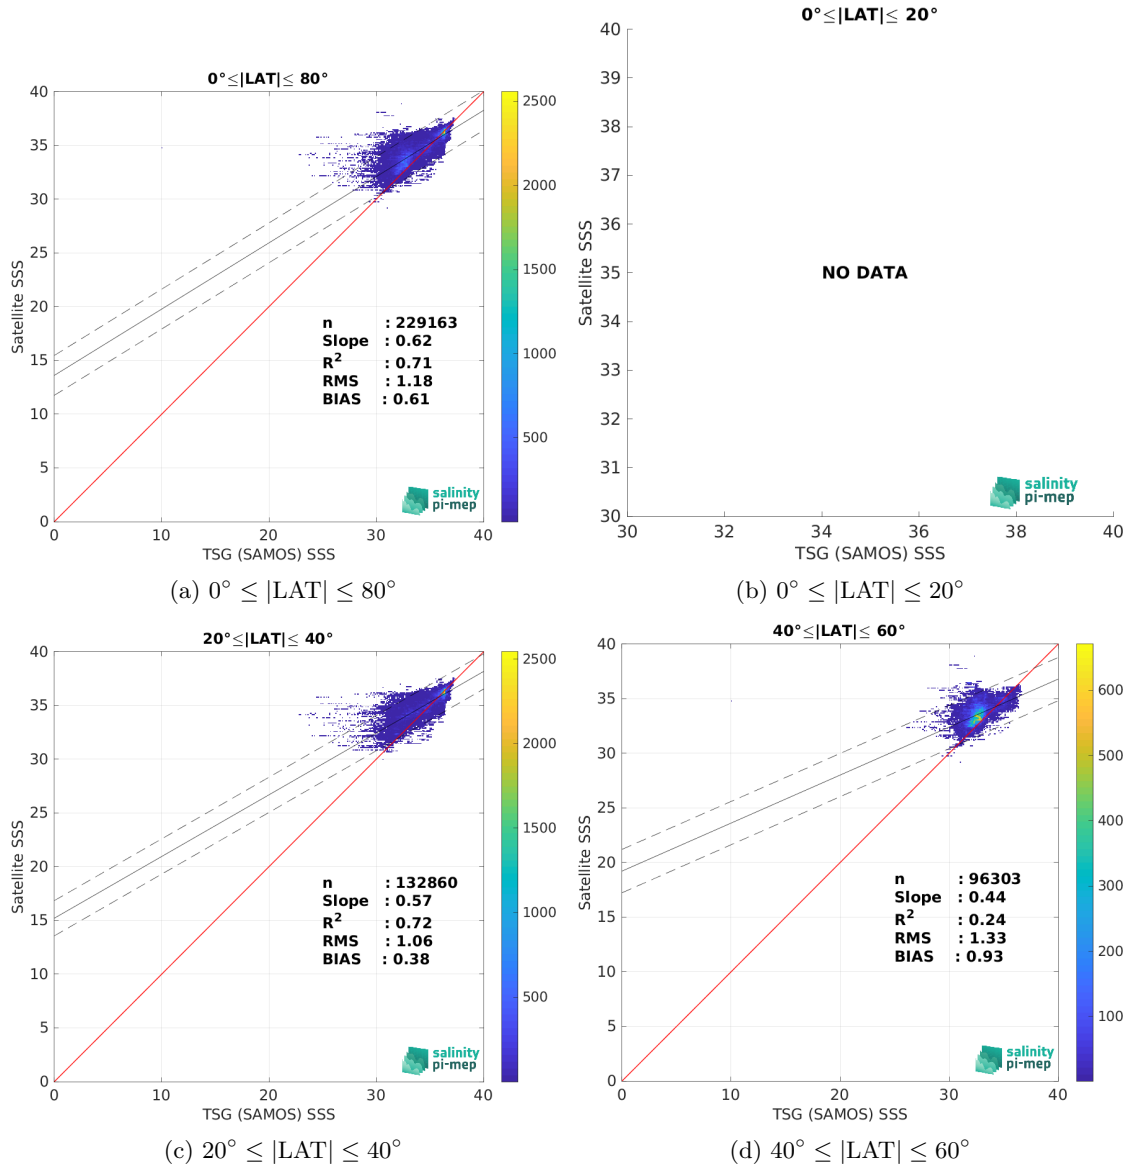 0°≤|LAT|≤ 80°
Satellite SSS
40
35
30
25
20
15
10
5
0
0
10
20
30
40
TSG (SAMOS) SSS
n : 229163
Slope : 0.62
R² : 0.71
RMS : 1.18
BIAS : 0.61
salinity
pi-mep
2500
2000
1500
1000
500
(a) 0° ≤ |LAT| ≤ 80°
0°≤|LAT|≤ 20°
Satellite SSS
40
39
38
37
36
35
34
33
32
31
30
NO DATA
30
32
34
36
38
40
TSG (SAMOS) SSS
salinity
pi-mep
(b) 0° ≤ |LAT| ≤ 20°
20°≤|LAT|≤ 40°
Satellite SSS
40
35
30
25
20
15
10
5
0
0
10
20
30
40
TSG (SAMOS) SSS
n : 132860
Slope : 0.57
R² : 0.72
RMS : 1.06
BIAS : 0.38
salinity
pi-mep
2500
2000
1500
1000
500
(c) 20° ≤ |LAT| ≤ 40°
40°≤|LAT|≤ 60°
Satellite SSS
40
35
30
25
20
15
10
5
0
0
10
20
30
40
TSG (SAMOS) SSS
n : 96303
Slope : 0.44
R² : 0.24
RMS : 1.33
BIAS : 0.93
salinity
pi-mep
600
500
400
300
200
100
(d) 40° ≤ |LAT| ≤ 60°